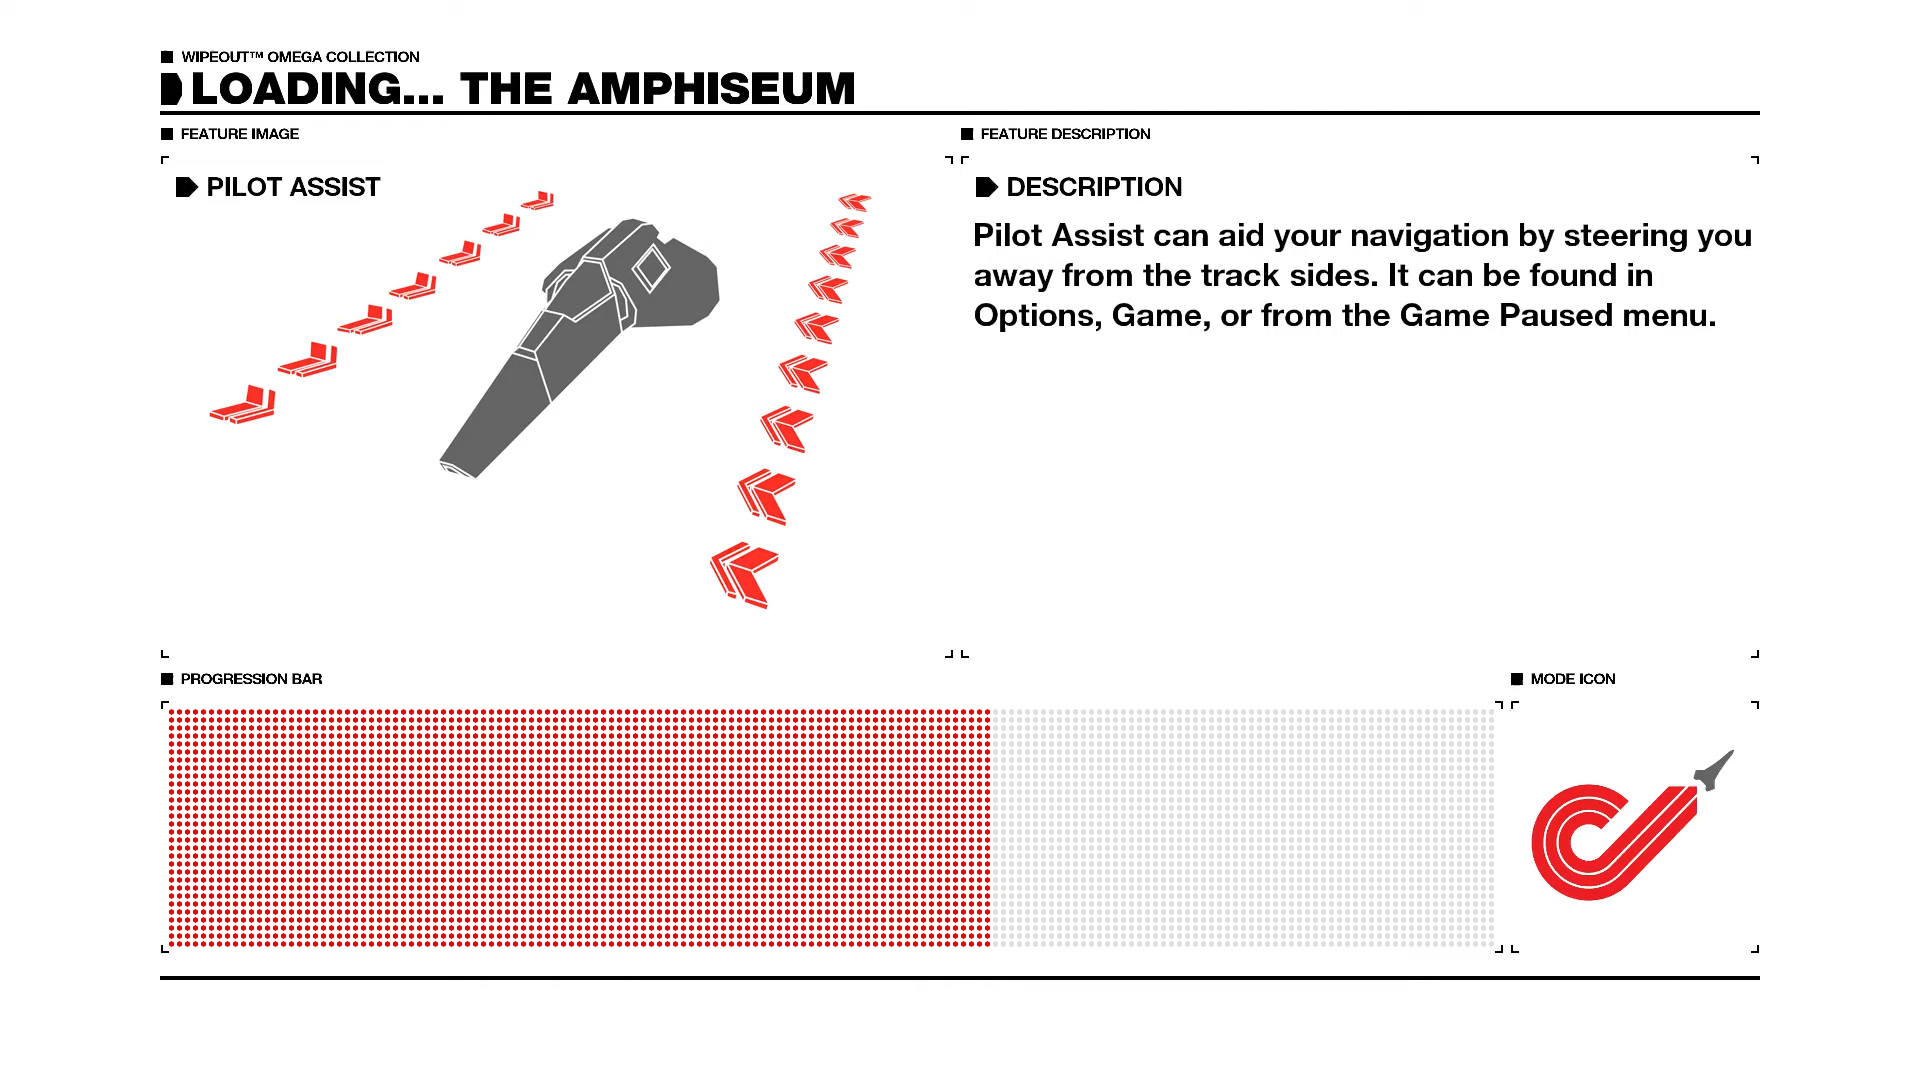 WIPEOUT™ OMEGA COLLECTION
LOADING... THE AMPHISEUM
FEATURE IMAGE
PILOT ASSIST
FEATURE DESCRIPTION
DESCRIPTION
Pilot Assist can aid your navigation by steering you
away from the track sides. It can be found in
Options, Game, or from the Game Paused menu.
PROGRESSION BAR
MODE ICON